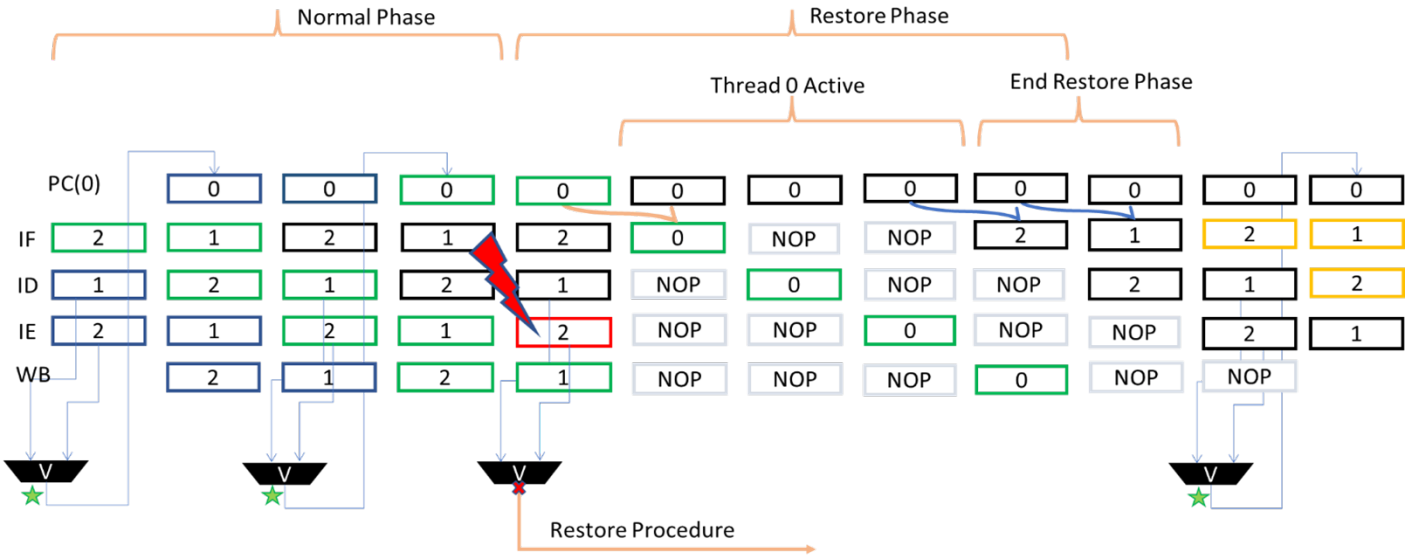 Normal Phase
Restore Phase
Thread 0 Active
End Restore Phase
PC(0) 0 0 0 0 0 0 0 0 0 0 0
IF 2 1 2 1 2 0 NOP NOP 2 1 2 1
ID 1 2 1 2 1 NOP 0 NOP NOP 2 1 2
IE 2 1 2 1 2 NOP NOP 0 NOP NOP 2 1
WB 2 1 2 1 NOP NOP NOP 0 NOP NOP
V V V V
Restore Procedure